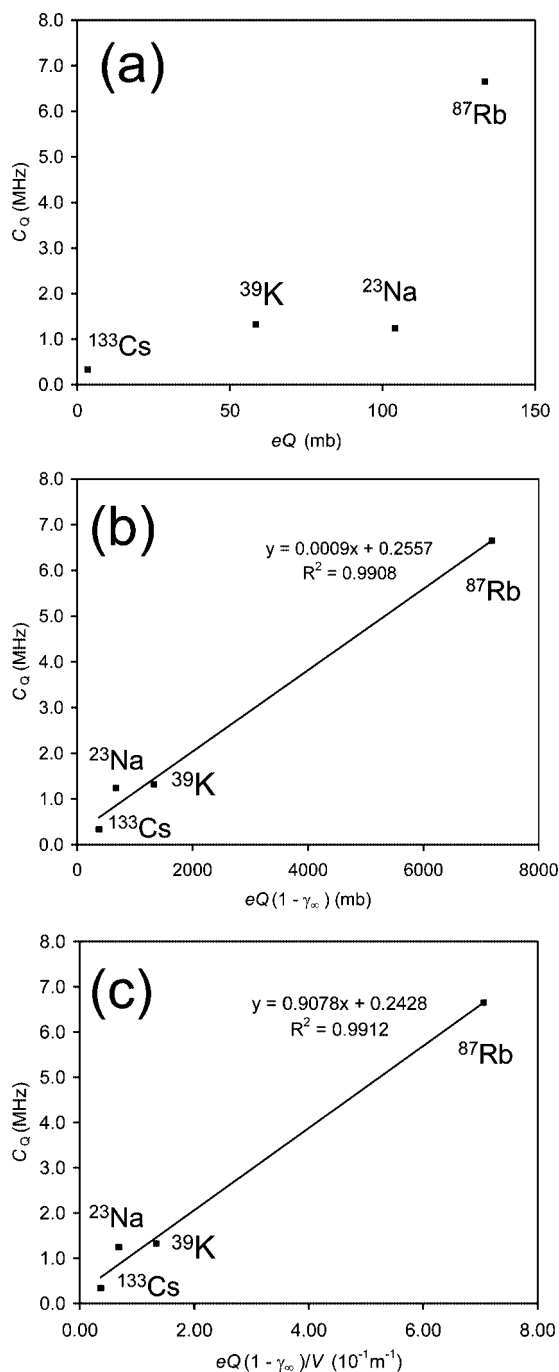 (a)
8.0
7.0
6.0
5.0
4.0
3.0
2.0
1.0
0.0
C_Q (MHz)
⁸⁷Rb
³⁹K
²³Na
¹³³Cs
0 50 100 150
eQ (mb)
(b)
8.0
7.0
6.0
5.0
4.0
3.0
2.0
1.0
0.0
C_Q (MHz)
y = 0.0009x + 0.2557
R² = 0.9908
⁸⁷Rb
²³Na
³⁹K
¹³³Cs
0 2000 4000 6000 8000
eQ (1 - γ∞) (mb)
(c)
8.0
7.0
6.0
5.0
4.0
3.0
2.0
1.0
0.0
C_Q (MHz)
y = 0.9078x + 0.2428
R² = 0.9912
⁸⁷Rb
²³Na
³⁹K
¹³³Cs
0.00 2.00 4.00 6.00 8.00
eQ (1 - γ∞)/V (10⁻¹m⁻¹)